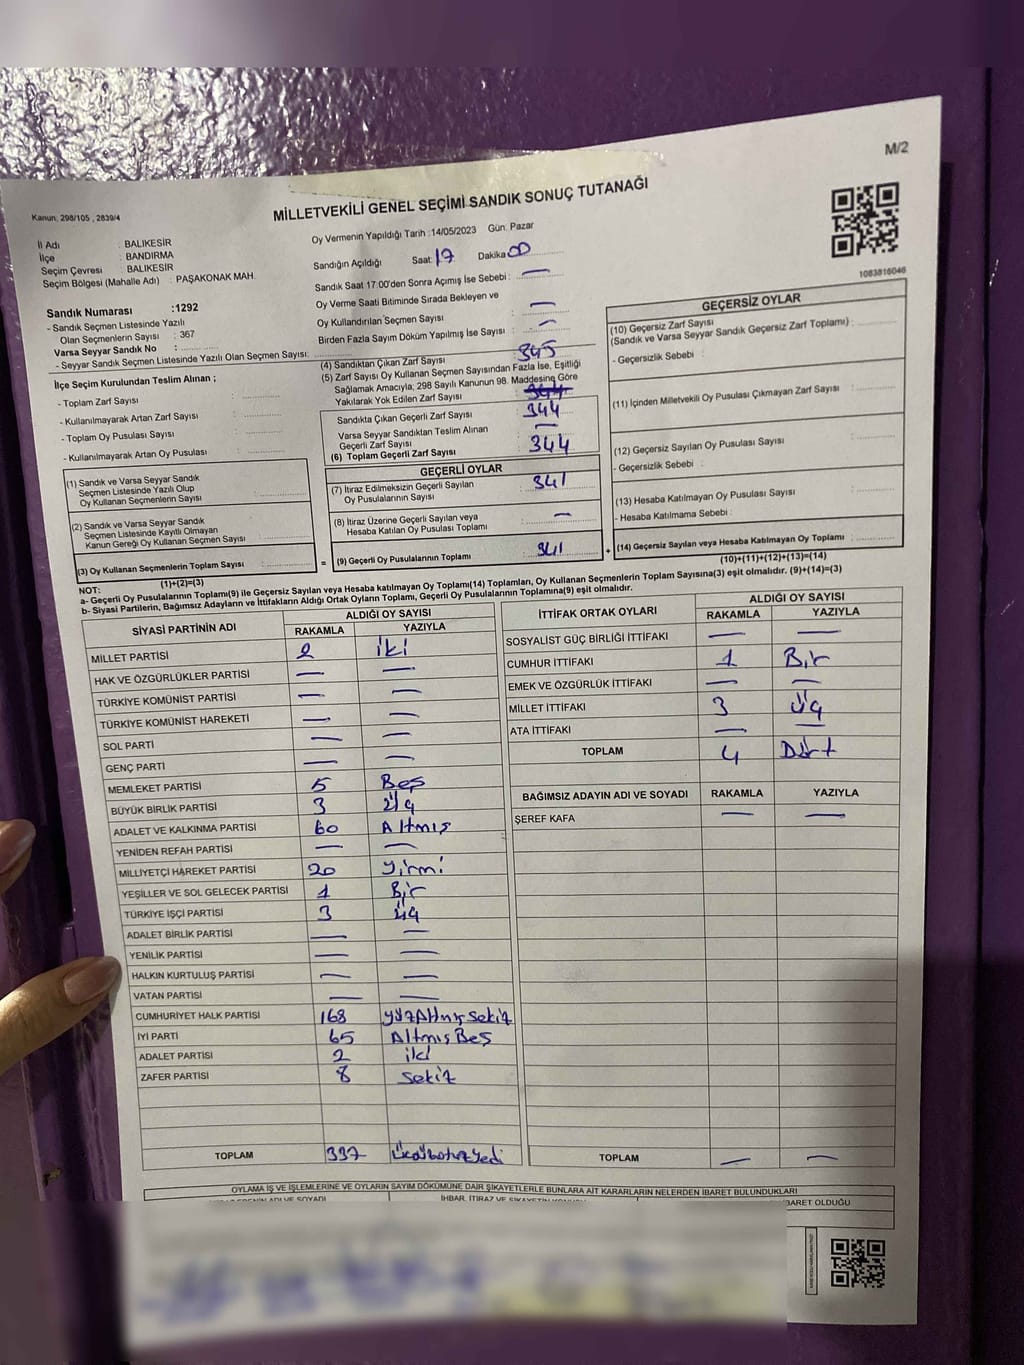 M/2
Kanun: 298/105 , 2839/4
MİLLETVEKİLİ GENEL SEÇİMİ SANDIK SONUÇ TUTANAĞI
İl Adı : BALIKESİR
İlçe : BANDIRMA
Seçim Çevresi : BALIKESİR
Seçim Bölgesi (Mahalle Adı) : PAŞAKONAK MAH.
Oy Vermenin Yapıldığı Tarih :14/05/2023 Gün: Pazar
Sandığın Açıldığı Saat: 17 Dakika 00
Sandık Saat 17:00'den Sonra Açımış İse Sebebi : —
Oy Verme Saati Bitiminde Sırada Bekleyen ve
Oy Kullandırılan Seçmen Sayısı : —
Birden Fazla Sayım Döküm Yapılmış İse Sayısı : —
1083816046
Sandık Numarası :1292
- Sandık Seçmen Listesinde Yazılı
Olan Seçmenlerin Sayısı : 367
Varsa Seyyar Sandık No :
- Seyyar Sandık Seçmen Listesinde Yazılı Olan Seçmen Sayısı:
İlçe Seçim Kurulundan Teslim Alınan ;
- Toplam Zarf Sayısı :
- Kullanılmayarak Artan Zarf Sayısı :
- Toplam Oy Pusulası Sayısı :
- Kullanılmayarak Artan Oy Pusulası :
(1) Sandık ve Varsa Seyyar Sandık
Seçmen Listesinde Yazılı Olup
Oy Kullanan Seçmenlerin Sayısı :
(2) Sandık ve Varsa Seyyar Sandık
Seçmen Listesinde Kayıtlı Olmayan
Kanun Gereği Oy Kullanan Seçmen Sayısı :
(3) Oy Kullanan Seçmenlerin Toplam Sayısı :
(1)+(2)=(3)
(4) Sandıktan Çıkan Zarf Sayısı 345
(5) Zarf Sayısı Oy Kullanan Seçmen Sayısından Fazla İse, Eşitliği
Sağlamak Amacıyla; 298 Sayılı Kanunun 98. Maddesine Göre
Yakılarak Yok Edilen Zarf Sayısı : 344
Sandıkta Çıkan Geçerli Zarf Sayısı 344
Varsa Seyyar Sandıktan Teslim Alınan
Geçerli Zarf Sayısı : —
(6) Toplam Geçerli Zarf Sayısı 344
GEÇERLİ OYLAR
(7) İtiraz Edilmeksizin Geçerli Sayılan
Oy Pusulalarının Sayısı : 341
(8) İtiraz Üzerine Geçerli Sayılan veya
Hesaba Katılan Oy Pusulası Toplamı : —
= (9) Geçerli Oy Pusulalarının Toplamı : 341 +
GEÇERSİZ OYLAR
(10) Geçersiz Zarf Sayısı
(Sandık ve Varsa Seyyar Sandık Geçersiz Zarf Toplamı) :
- Geçersizlik Sebebi :
(11) İçinden Milletvekili Oy Pusulası Çıkmayan Zarf Sayısı :
(12) Geçersiz Sayılan Oy Pusulası Sayısı :
- Geçersizlik Sebebi :
(13) Hesaba Katılmayan Oy Pusulası Sayısı :
- Hesaba Katılmama Sebebi :
(14) Geçersiz Sayılan veya Hesaba Katılmayan Oy Toplamı :
(10)+(11)+(12)+(13)=(14)
NOT:
a- Geçerli Oy Pusulalarının Toplamı(9) ile Geçersiz Sayılan veya Hesaba katılmayan Oy Toplamı(14) Toplamları, Oy Kullanan Seçmenlerin Toplam Sayısına(3) eşit olmalıdır. (9)+(14)=(3)
b- Siyasi Partilerin, Bağımsız Adayların ve İttifakların Aldığı Ortak Oyların Toplamı, Geçerli Oy Pusulalarının Toplamına(9) eşit olmalıdır.
SİYASİ PARTİNİN ADI ALDIĞI OY SAYISI
RAKAMLA YAZIYLA
MİLLET PARTİSİ 2 iki
HAK VE ÖZGÜRLÜKLER PARTİSİ — —
TÜRKİYE KOMÜNİST PARTİSİ — —
TÜRKİYE KOMÜNİST HAREKETİ — —
SOL PARTİ — —
GENÇ PARTİ — —
MEMLEKET PARTİSİ 5 Beş
BÜYÜK BİRLİK PARTİSİ 3 üç
ADALET VE KALKINMA PARTİSİ 60 Altmış
YENİDEN REFAH PARTİSİ — —
MİLLİYETÇİ HAREKET PARTİSİ 20 yirmi
YEŞİLLER VE SOL GELECEK PARTİSİ 1 Bir
TÜRKİYE İŞÇİ PARTİSİ 3 üç
ADALET BİRLİK PARTİSİ — —
YENİLİK PARTİSİ — —
HALKIN KURTULUŞ PARTİSİ — —
VATAN PARTİSİ — —
CUMHURİYET HALK PARTİSİ 168 yüzAltmışSekiz
İYİ PARTİ 65 AltmışBeş
ADALET PARTİSİ 2 iki
ZAFER PARTİSİ 8 Sekiz
TOPLAM 337 üçyüzotuzyedi
İTTİFAK ORTAK OYLARI ALDIĞI OY SAYISI
RAKAMLA YAZIYLA
SOSYALİST GÜÇ BİRLİĞİ İTTİFAKI — —
CUMHUR İTTİFAKI 1 Bir
EMEK VE ÖZGÜRLÜK İTTİFAKI — —
MİLLET İTTİFAKI 3 üç
ATA İTTİFAKI — —
TOPLAM 4 Dört
BAĞIMSIZ ADAYIN ADI VE SOYADI RAKAMLA YAZIYLA
ŞEREF KAFA — —
TOPLAM — —
OYLAMA İŞ VE İŞLEMLERİNE VE OYLARIN SAYIM DÖKÜMÜNE DAİR ŞİKAYETLERLE BUNLARA AİT KARARLARIN NELERDEN İBARET BULUNDUKLARI